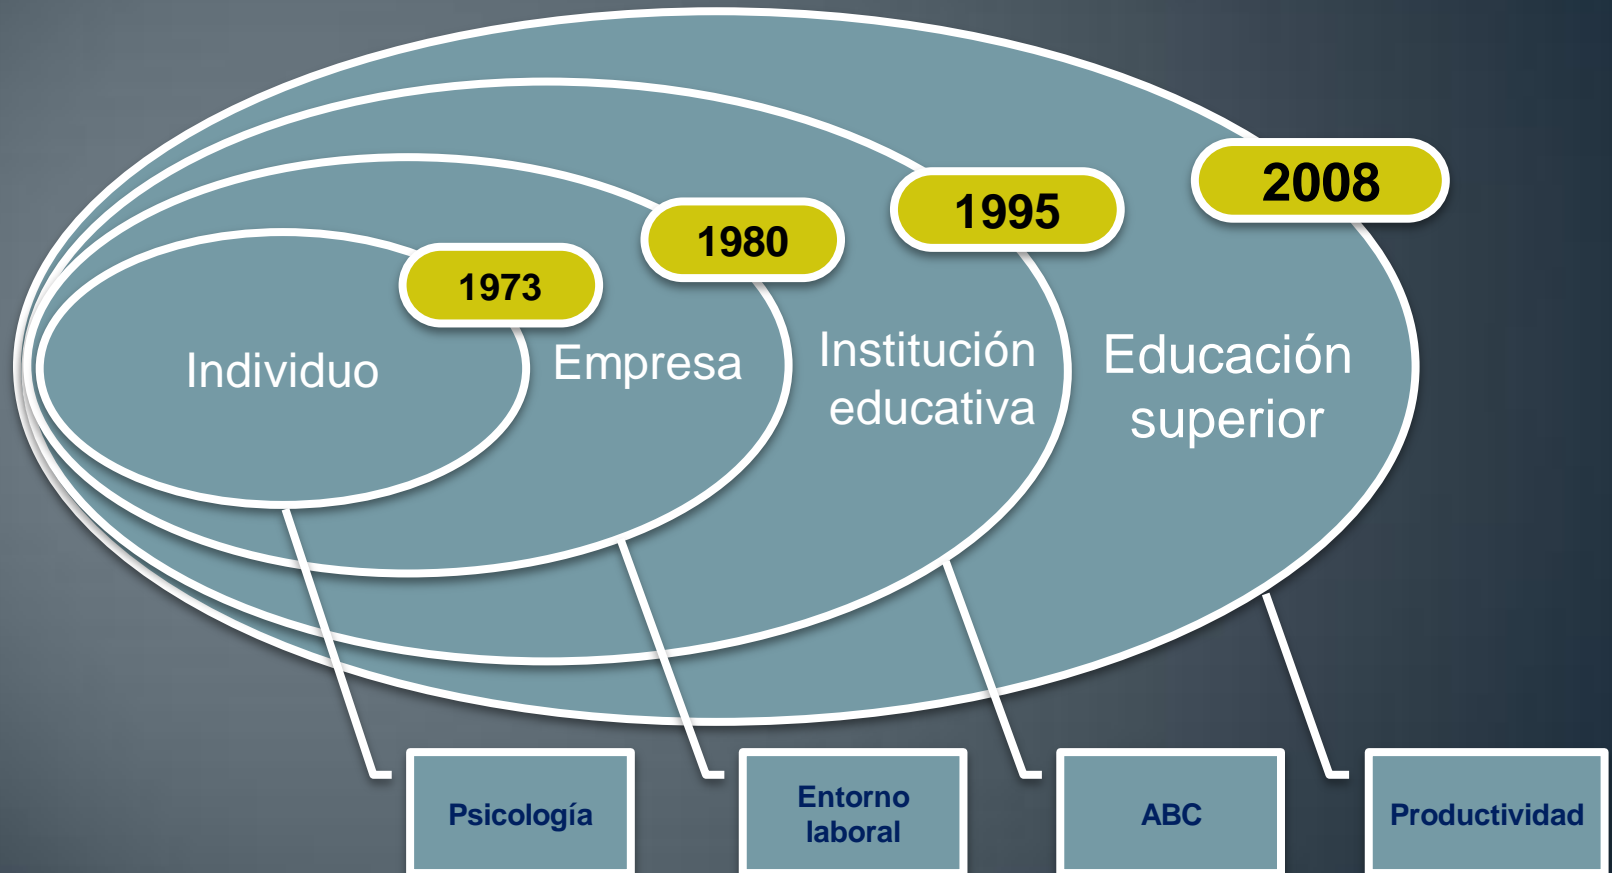 2008
1995
1980
1973
Individuo
Empresa
Institución
educativa
Educación
superior
Psicología
Entorno
laboral
ABC
Productividad